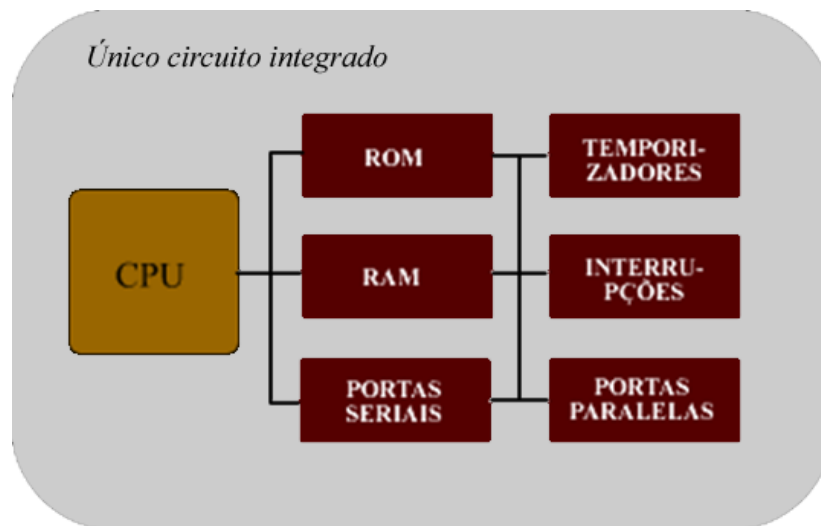 Único circuito integrado
CPU
ROM
RAM
PORTAS
SERIAIS
TEMPORI-
ZADORES
INTERRU-
PÇÕES
PORTAS
PARALELAS